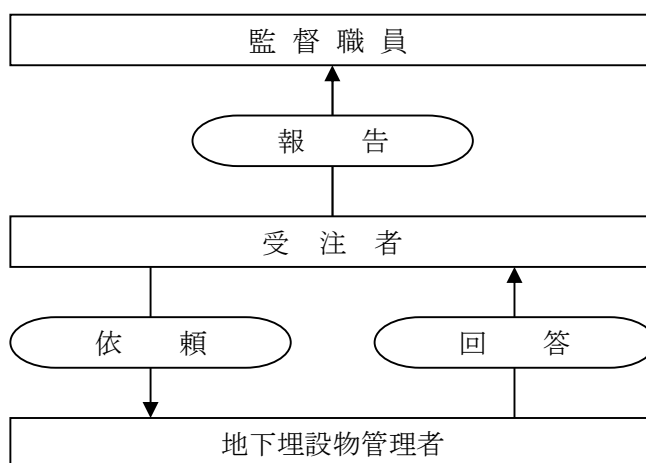 監 督 職 員
報 告
受 注 者
依 頼
回 答
地下埋設物管理者